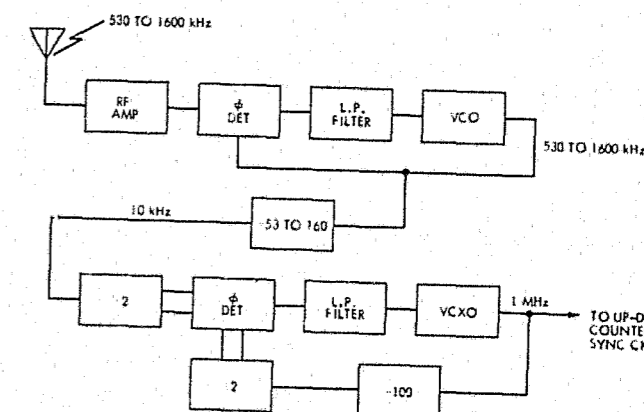 530 TO 1600 kHz
RF
AMP
ϕ
DET
L.P.
FILTER
VCO
530 TO 1600 kHz
10 kHz
-53 TO 160
-2
ϕ
DET
L.P.
FILTER
VCXO
1 MHz
TO UP-D
COUNTE
SYNC CK
-2
-100